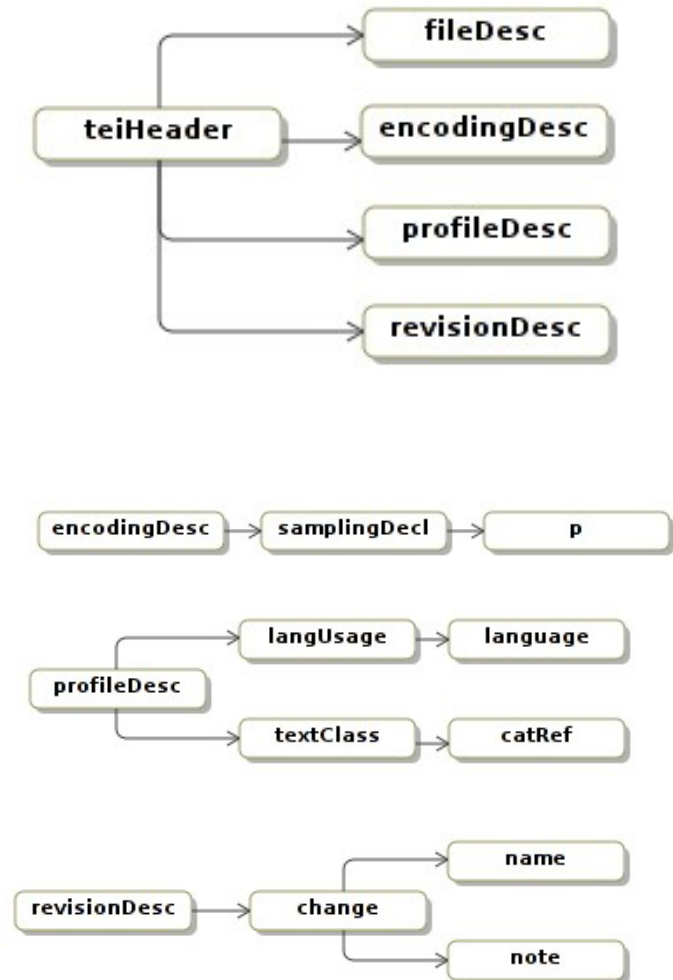 fileDesc
teiHeader
encodingDesc
profileDesc
revisionDesc
encodingDesc samplingDecl p
langUsage language
profileDesc
textClass catRef
name
revisionDesc change
note